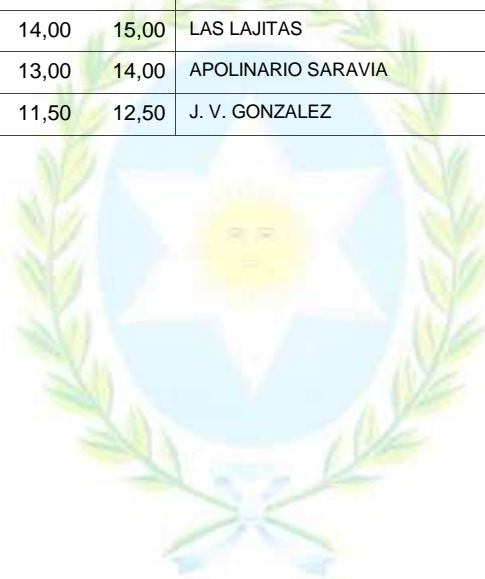 14,00 15,00 LAS LAJITAS
13,00 14,00 APOLINARIO SARAVIA
11,50 12,50 J. V. GONZALEZ